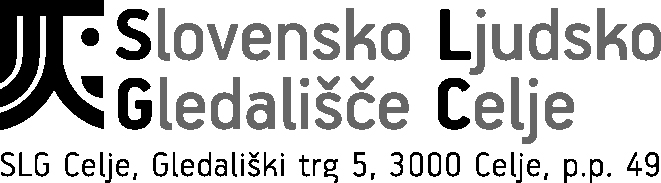 Slovensko Ljudsko
Gledališče Celje
SLG Celje, Gledališki trg 5, 3000 Celje, p.p. 49